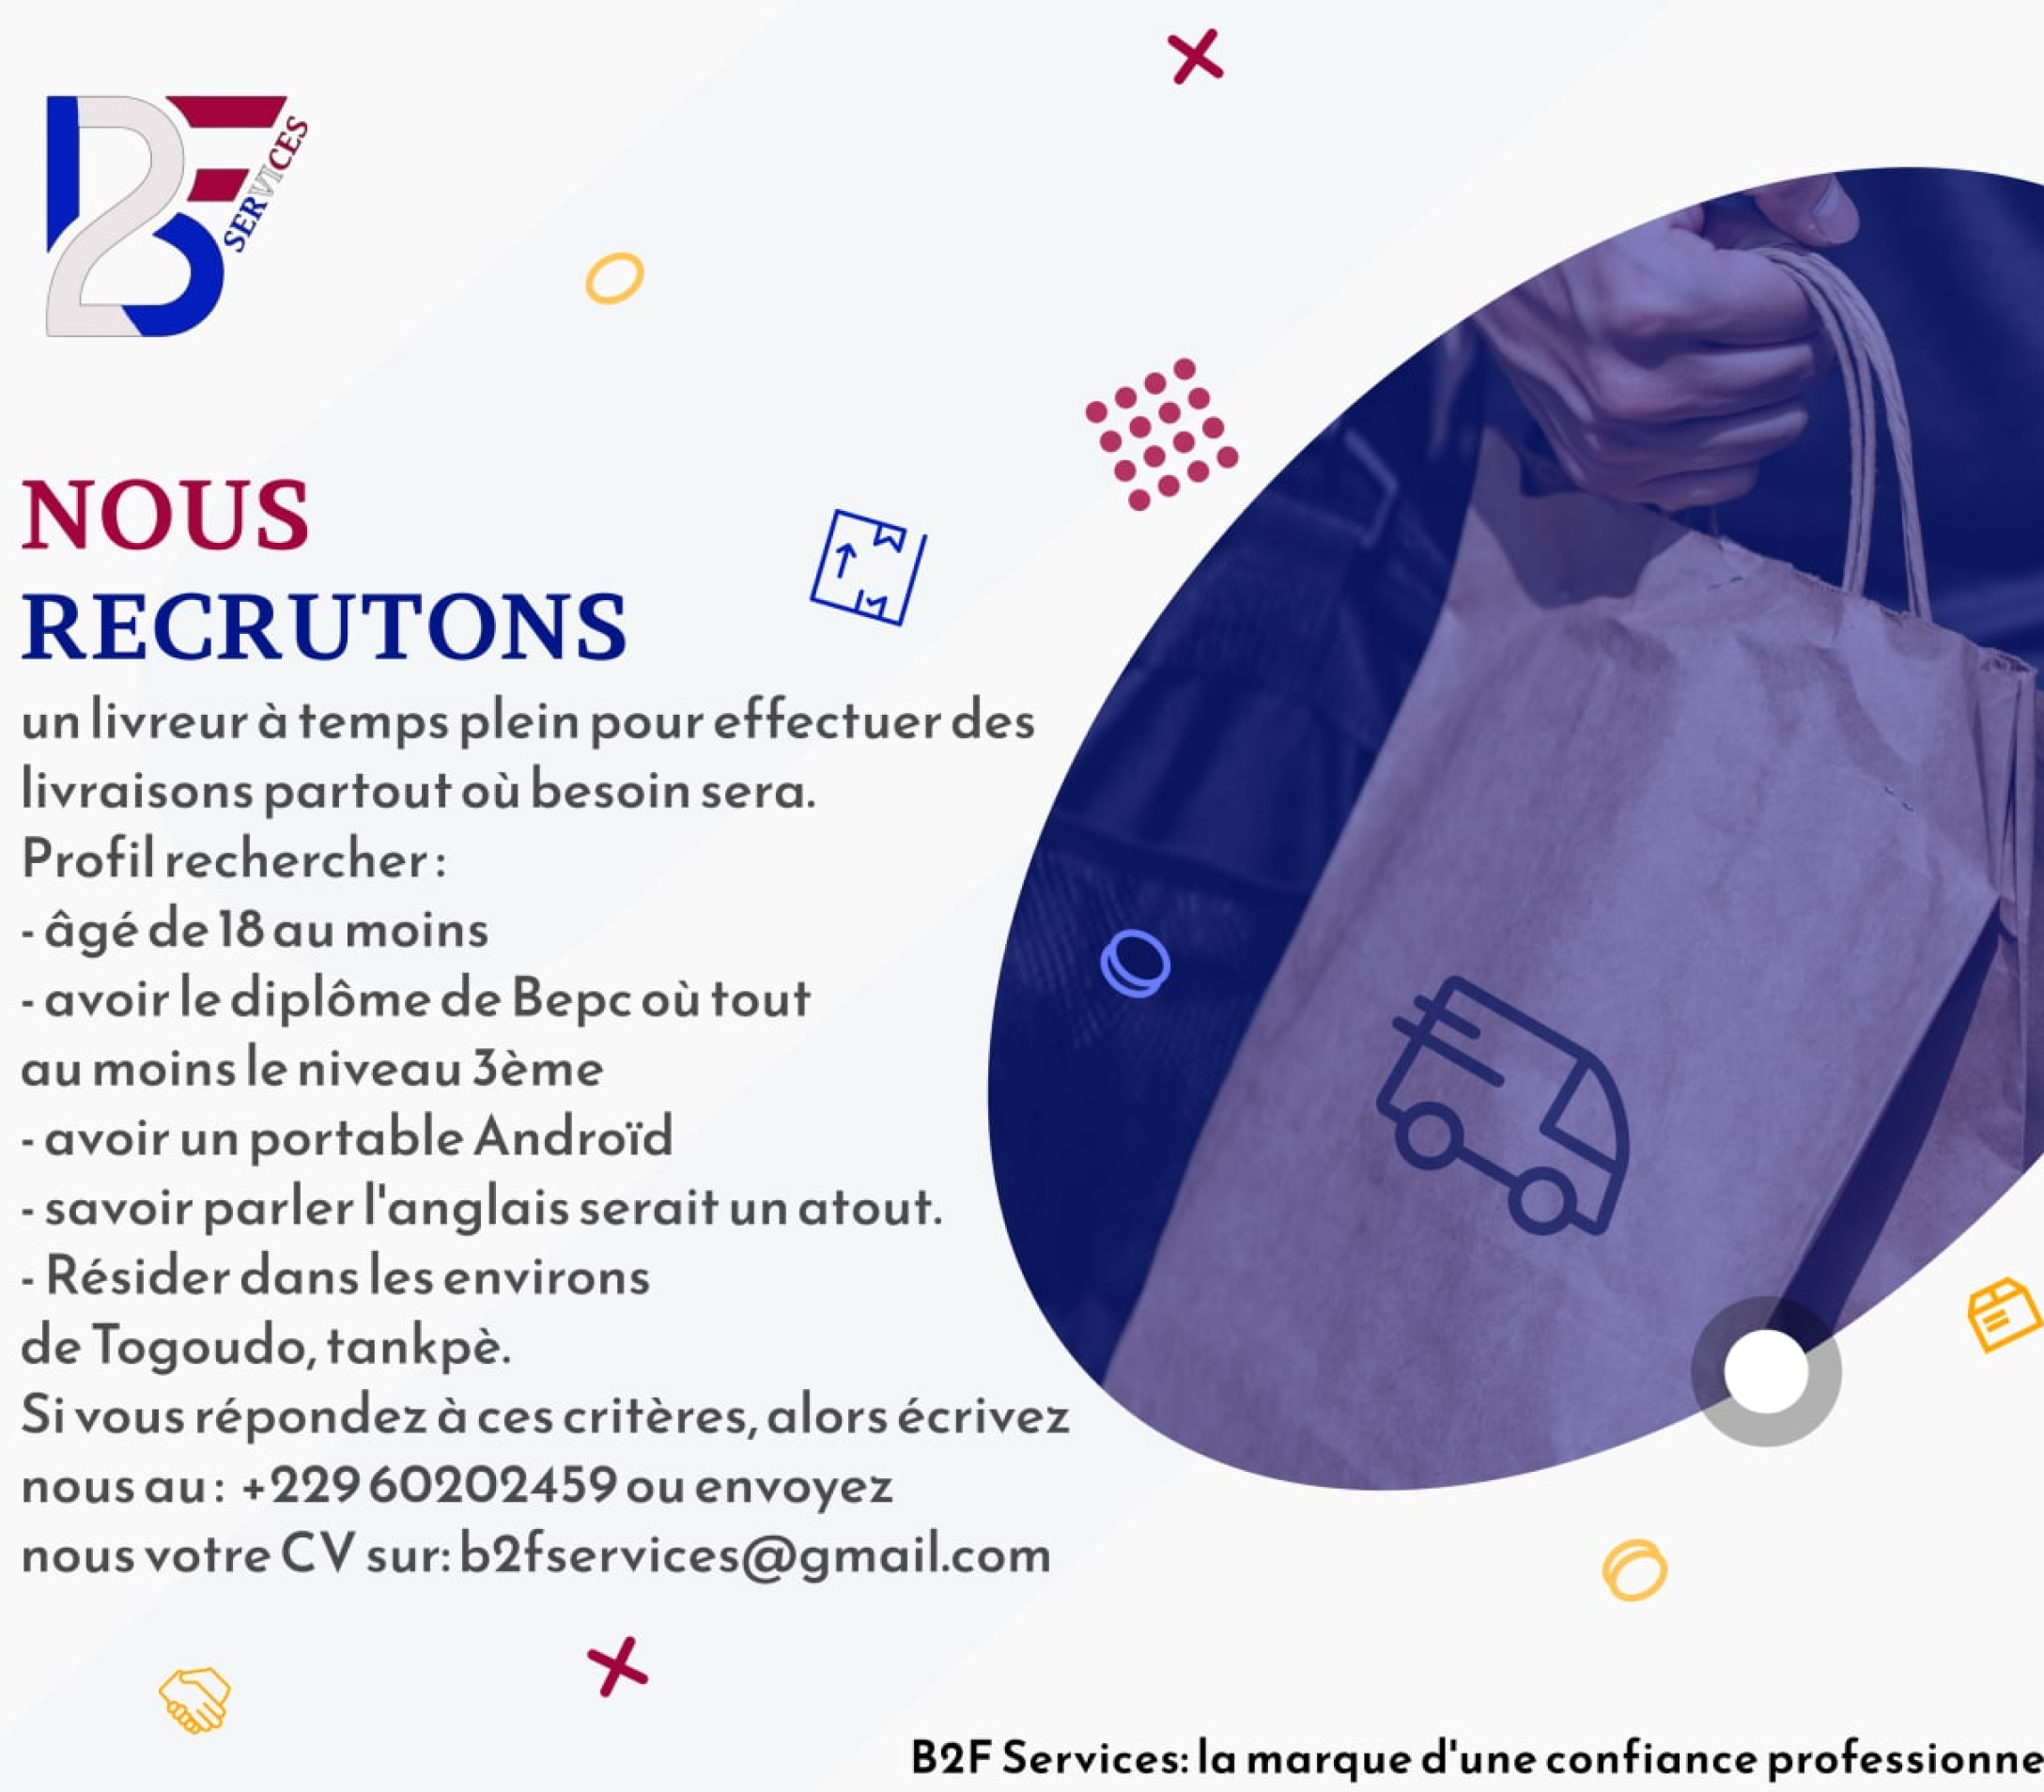 B2F
SERVICES
NOUS
RECRUTONS
un livreur à temps plein pour effectuer des
livraisons partout où besoin sera.
Profil rechercher :
- âgé de 18 au moins
- avoir le diplôme de Bepc où tout
au moins le niveau 3ème
- avoir un portable Androïd
- savoir parler l'anglais serait un atout.
- Résider dans les environs
de Togoudo, tankpè.
Si vous répondez à ces critères, alors écrivez
nous au : +229 60202459 ou envoyez
nous votre CV sur: b2fservices@gmail.com
B2F Services: la marque d'une confiance professionne